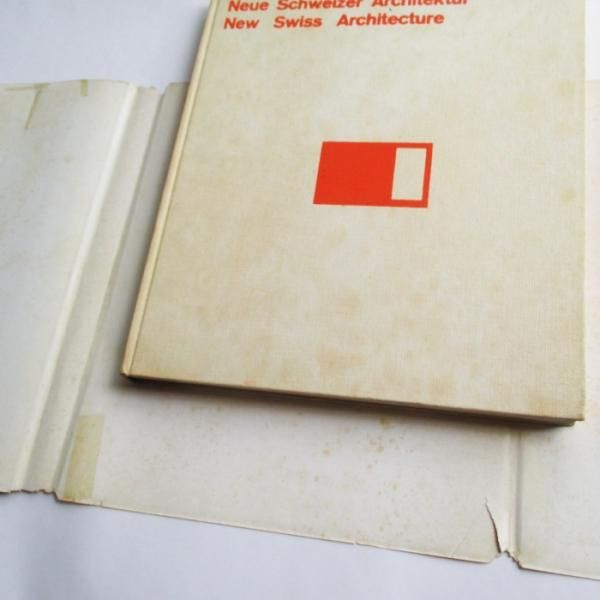 Neue Schweizer Architektur
New Swiss Architecture